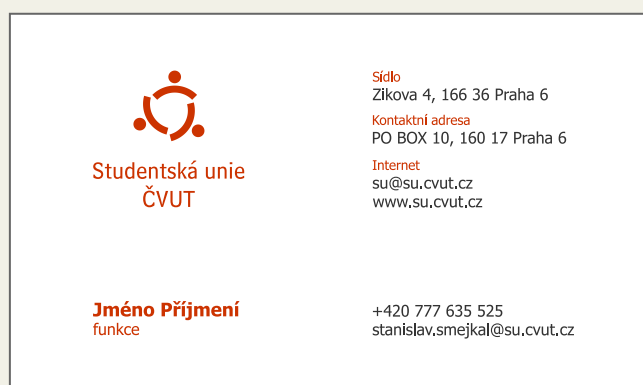 Studentská unie
ČVUT
Sídlo
Zikova 4, 166 36 Praha 6
Kontaktní adresa
PO BOX 10, 160 17 Praha 6
Internet
su@su.cvut.cz
www.su.cvut.cz
Jméno Příjmení
funkce
+420 777 635 525
stanislav.smejkal@su.cvut.cz